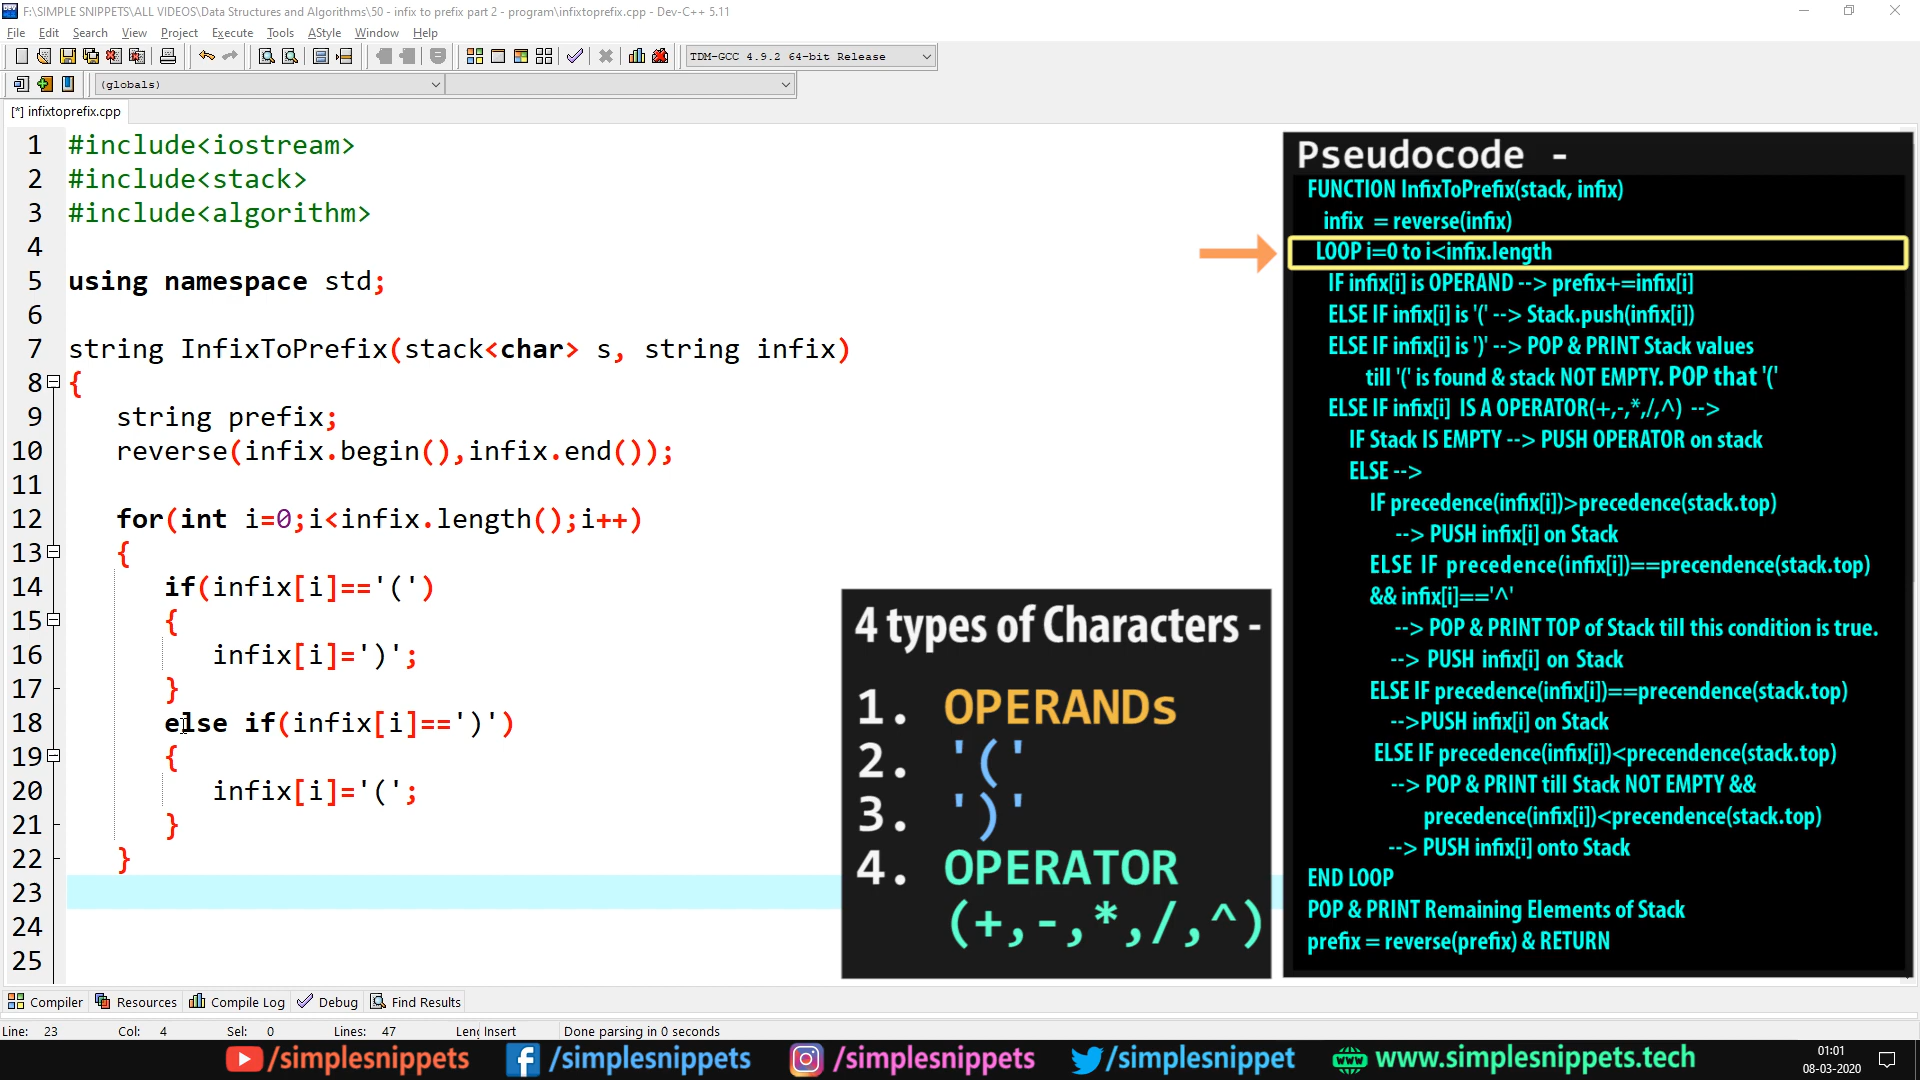 F:\SIMPLE SNIPPETS\ALL VIDEOS\Data Structures and Algorithms\50 - infix to prefix part 2 - program\infixtoprefix.cpp - Dev-C++ 5.11
File Edit Search View Project Execute Tools AStyle Window Help
TDM-GCC 4.9.2 64-bit Release
(globals)
[*] infixtoprefix.cpp
1 #include<iostream>
2 #include<stack>
3 #include<algorithm>
4
5 using namespace std;
6
7 string InfixToPrefix(stack<char> s, string infix)
8 {
9 string prefix;
10 reverse(infix.begin(),infix.end());
11
12 for(int i=0;i<infix.length();i++)
13 {
14 if(infix[i]=='(')
15 {
16 infix[i]=')';
17 }
18 else if(infix[i]==')')
19 {
20 infix[i]='(';
21 }
22 }
23
24
25
4 types of Characters -
1. OPERANDs
2. '('
3. ')'
4. OPERATOR
(+,-,*,/,^)
Pseudocode -
FUNCTION InfixToPrefix(stack, infix)
infix = reverse(infix)
LOOP i=0 to i<infix.length
IF infix[i] is OPERAND --> prefix+=infix[i]
ELSE IF infix[i] is '(' --> Stack.push(infix[i])
ELSE IF infix[i] is ')' --> POP & PRINT Stack values
till '(' is found & stack NOT EMPTY. POP that '('
ELSE IF infix[i] IS A OPERATOR(+,-,*,/,^) -->
IF Stack IS EMPTY --> PUSH OPERATOR on stack
ELSE -->
IF precedence(infix[i])>precedence(stack.top)
--> PUSH infix[i] on Stack
ELSE IF precedence(infix[i])==precendence(stack.top)
&& infix[i]=='^'
--> POP & PRINT TOP of Stack till this condition is true.
--> PUSH infix[i] on Stack
ELSE IF precedence(infix[i])==precendence(stack.top)
-->PUSH infix[i] on Stack
ELSE IF precedence(infix[i])<precendence(stack.top)
--> POP & PRINT till Stack NOT EMPTY &&
precedence(infix[i])<precendence(stack.top)
--> PUSH infix[i] onto Stack
END LOOP
POP & PRINT Remaining Elements of Stack
prefix = reverse(prefix) & RETURN
Compiler Resources Compile Log Debug Find Results
Line: 23 Col: 4 Sel: 0 Lines: 47 Insert Done parsing in 0 seconds
/simplesnippets /simplesnippets /simplesnippets /simplesnippet www.simplesnippets.tech
01:01
08-03-2020